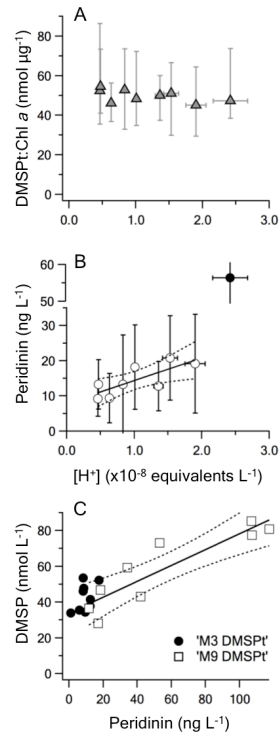 A
DMSPt:Chl a (nmol µg⁻¹)
80
60
40
20
0
0.0 1.0 2.0 3.0
B
Peridinin (ng L⁻¹)
60
50
30
20
10
0
0.0 1.0 2.0 3.0
[H⁺] (x10⁻⁸ equivalents L⁻¹)
C
DMSP (nmol L⁻¹)
80
60
40
20
0
'M3 DMSPt'
'M9 DMSPt'
0 20 40 60 80 100
Peridinin (ng L⁻¹)